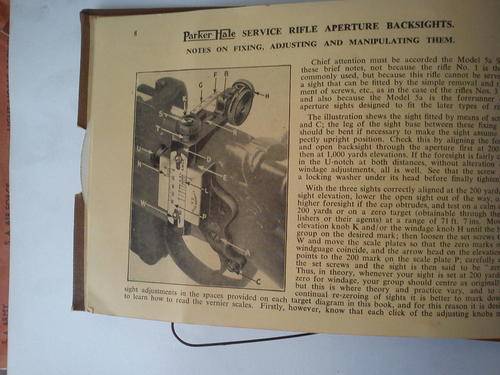 8
Parker-Hale SERVICE RIFLE APERTURE BACKSIGHTS.
NOTES ON FIXING, ADJUSTING AND MANIPULATING THEM.
Chief attention must be accorded the Model 5a
these brief notes, not because the rifle No. 1 is the
commonly used, but because this rifle cannot be
a sight that can be fitted by the simple removal and
ment of screws, etc., as in the case of the rifles Nos.
and also because the Model 5a is the forerunner
aperture sights designed to fit the later types of
The illustration shews the sight fitted by means of
and C; the leg of the sight base between these fixing
should be bent if necessary to make the sight assume
pectly upright position. Check this by aligning the
and open backsight through the aperture first at 200
then at 1,000 yards elevations. If the foresight is fairly
in the U-notch at both distances, without alteration
windage adjustments, all is well. See that the screw
a locking washer under its head before finally
With the three sights correctly aligned at the 200
sight elevation, lower the open sight out of the way,
higher foresight if the cap obtrudes, and test on a calm
200 yards or on a zero target (obtainable through
lishers or their agents) at a range of 71 ft. 7 ins.
elevation knob K and/or the windage knob H until the
group on the desired mark; then loosen the set screws
W and move the scale plates so that the zero marks
windgauge coincide, and the arrow head on the elevation
points to the 200 mark on the scale plate P, carefully
the set screws and the sight is then said to be
Thus, in theory, whenever your sight is set at 200
zero for windage, your group should centre as
but this is where theory and practice vary, and to
continual re-zeroing of sights it is better to mark
sight adjustments in the spaces provided on each target diagram in this book, and for this reason it is
to learn how to read the vernier scales. Firstly, however, know that each click of the adjusting knobs